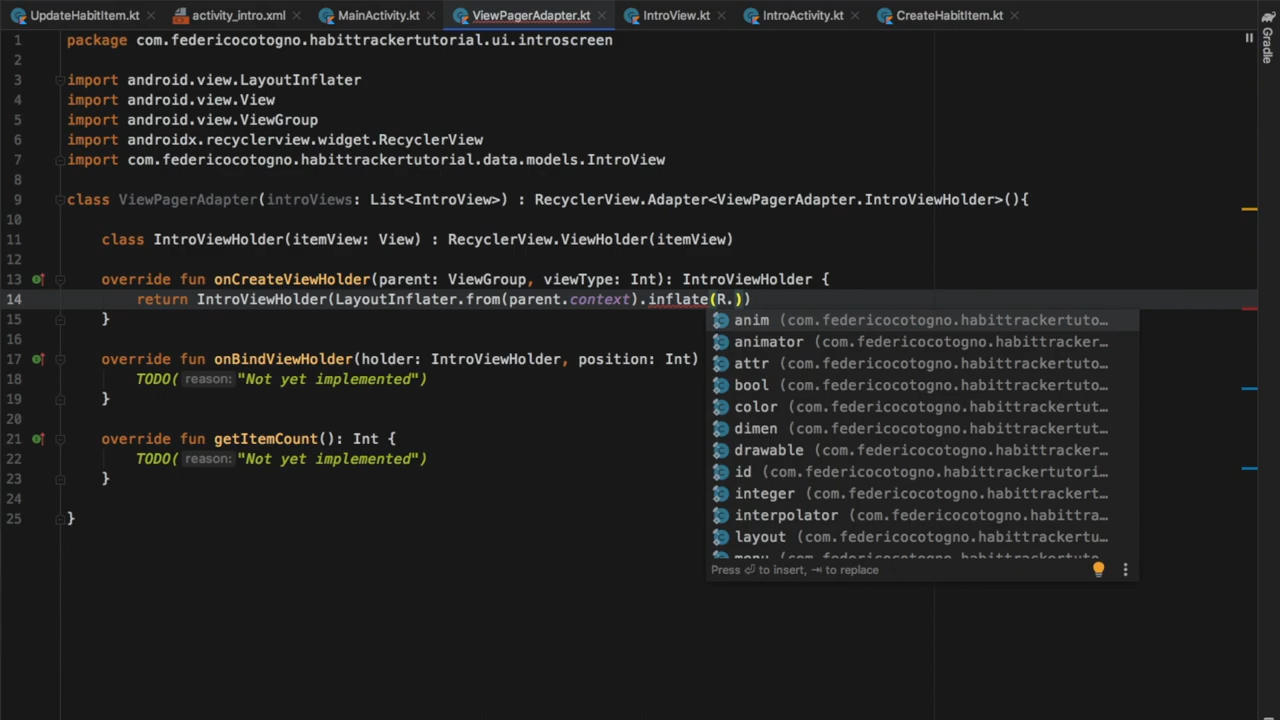 UpdateHabitItem.kt activity_intro.xml MainActivity.kt ViewPagerAdapter.kt IntroView.kt IntroActivity.kt CreateHabitItem.kt
Gradle
1 package com.federicocotogno.habittrackertutorial.ui.introscreen
2
3 import android.view.LayoutInflater
4 import android.view.View
5 import android.view.ViewGroup
6 import androidx.recyclerview.widget.RecyclerView
7 import com.federicocotogno.habittrackertutorial.data.models.IntroView
8
9 class ViewPagerAdapter(introViews: List<IntroView>) : RecyclerView.Adapter<ViewPagerAdapter.IntroViewHolder>(){
10
11 class IntroViewHolder(itemView: View) : RecyclerView.ViewHolder(itemView)
12
13 override fun onCreateViewHolder(parent: ViewGroup, viewType: Int): IntroViewHolder {
14 return IntroViewHolder(LayoutInflater.from(parent.context).inflate(R.))
15 }
16
17 override fun onBindViewHolder(holder: IntroViewHolder, position: Int)
18 TODO( reason: "Not yet implemented")
19 }
20
21 override fun getItemCount(): Int {
22 TODO( reason: "Not yet implemented")
23 }
24
25 }
anim (com.federicocotogno.habittrackertuto…
animator (com.federicocotogno.habittracker…
attr (com.federicocotogno.habittrackertuto…
bool (com.federicocotogno.habittrackertuto…
color (com.federicocotogno.habittrackertut…
dimen (com.federicocotogno.habittrackertut…
drawable (com.federicocotogno.habittracker…
id (com.federicocotogno.habittrackertutori…
integer (com.federicocotogno.habittrackert…
interpolator (com.federicocotogno.habittra…
layout (com.federicocotogno.habittrackertu…
menu (com.federicocotogno.habittrackertuto…
Press ⏎ to insert, ⇥ to replace